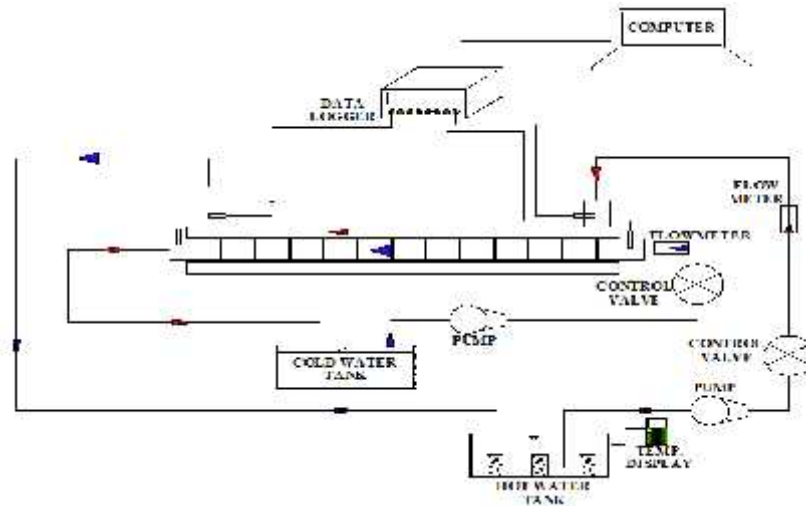 COMPUTER
DATA
LOGGER
FLOW
METER
FLOWMETER
CONTROL
VALVE
PUMP
CONTROL
VALVE
COLD WATER
TANK
PUMP
TEMP.
DISPLAY
HOT WATER
TANK